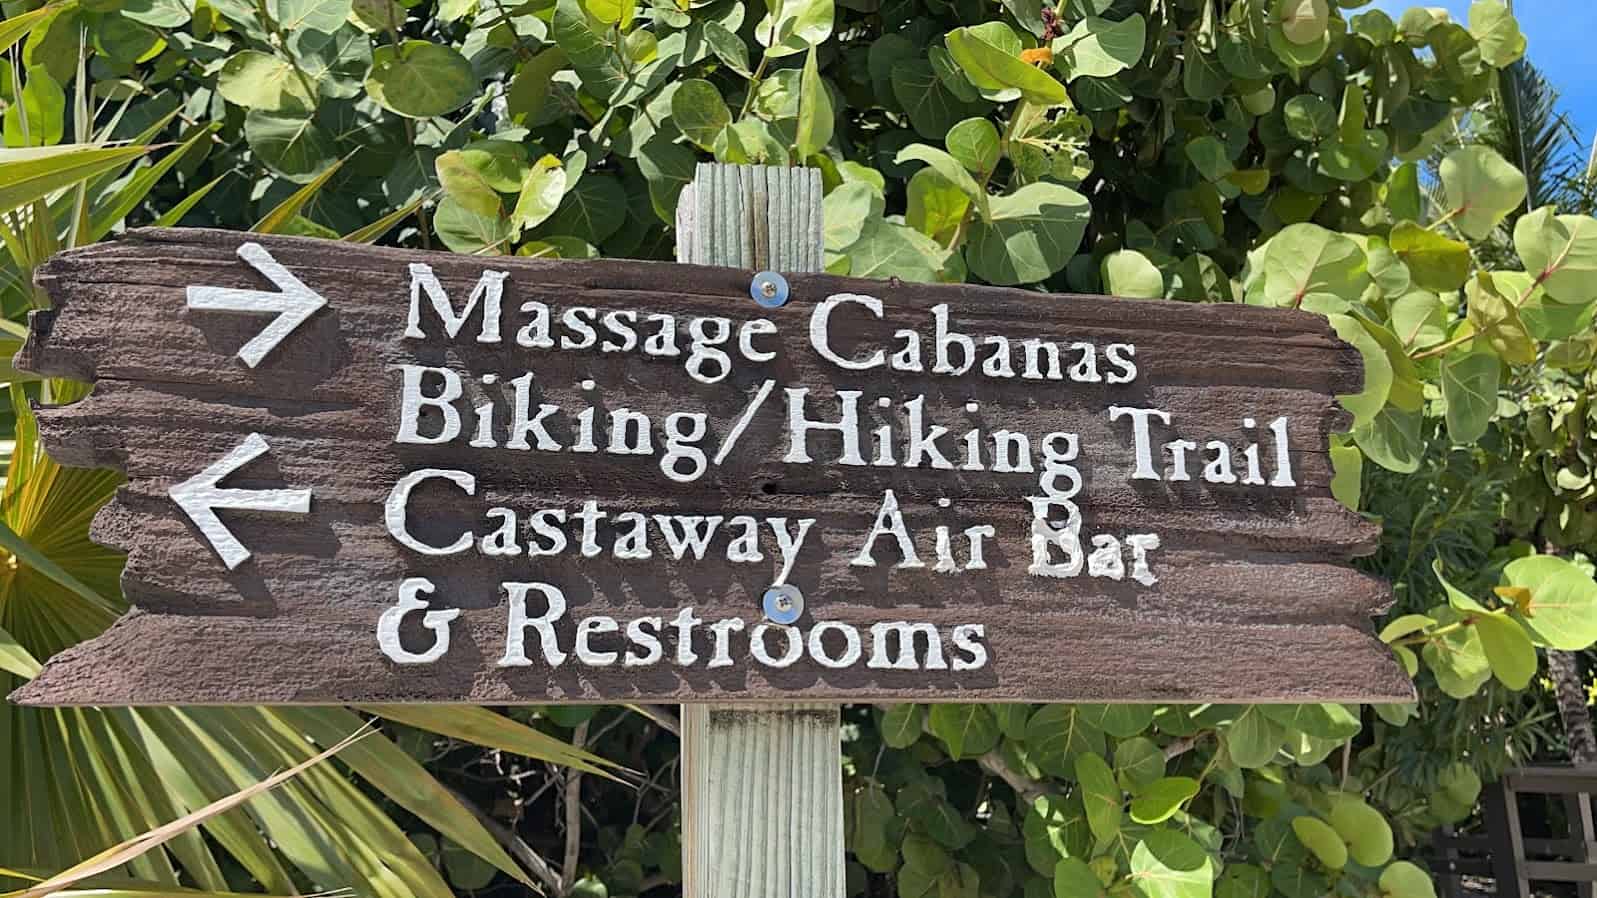 → Massage Cabanas
Biking/Hiking Trail
← Castaway Air Bar
& Restrooms